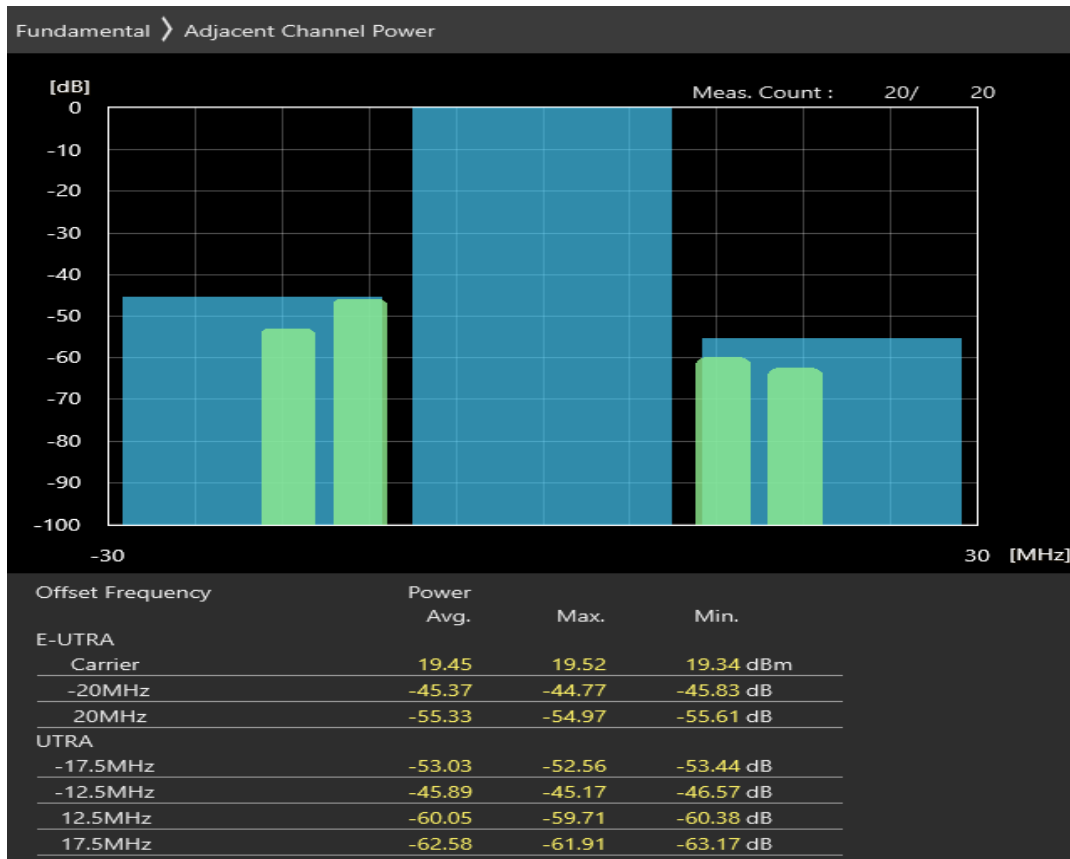 Fundamental ❯ Adjacent Channel Power
[dB]
Meas. Count : 20/ 20
0
-10
-20
-30
-40
-50
-60
-70
-80
-90
-100
-30 30 [MHz]
Offset Frequency Power
Avg. Max. Min.
E-UTRA
Carrier 19.45 19.52 19.34 dBm
-20MHz -45.37 -44.77 -45.83 dB
20MHz -55.33 -54.97 -55.61 dB
UTRA
-17.5MHz -53.03 -52.56 -53.44 dB
-12.5MHz -45.89 -45.17 -46.57 dB
12.5MHz -60.05 -59.71 -60.38 dB
17.5MHz -62.58 -61.91 -63.17 dB